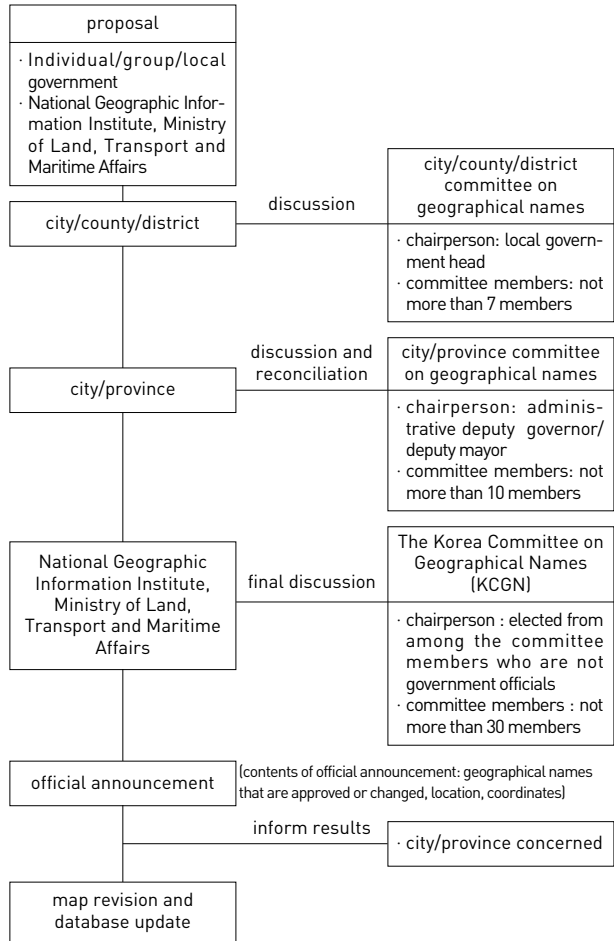 proposal
· Individual/group/local
government
· National Geographic Infor-
mation Institute, Ministry
of Land, Transport and
Maritime Affairs
city/county/district
discussion
city/county/district
committee on
geographical names
· chairperson: local govern-
ment head
· committee members: not
more than 7 members
city/province
discussion and
reconciliation
city/province committee
on geographical names
· chairperson: adminis-
trative deputy governor/
deputy mayor
· committee members: not
more than 10 members
National Geographic
Information Institute,
Ministry of Land,
Transport and Maritime
Affairs
final discussion
The Korea Committee on
Geographical Names
(KCGN)
· chairperson : elected from
among the committee
members who are not
government officials
· committee members : not
more than 30 members
official announcement
(contents of official announcement: geographical names
that are approved or changed, location, coordinates)
inform results
· city/province concerned
map revision and
database update